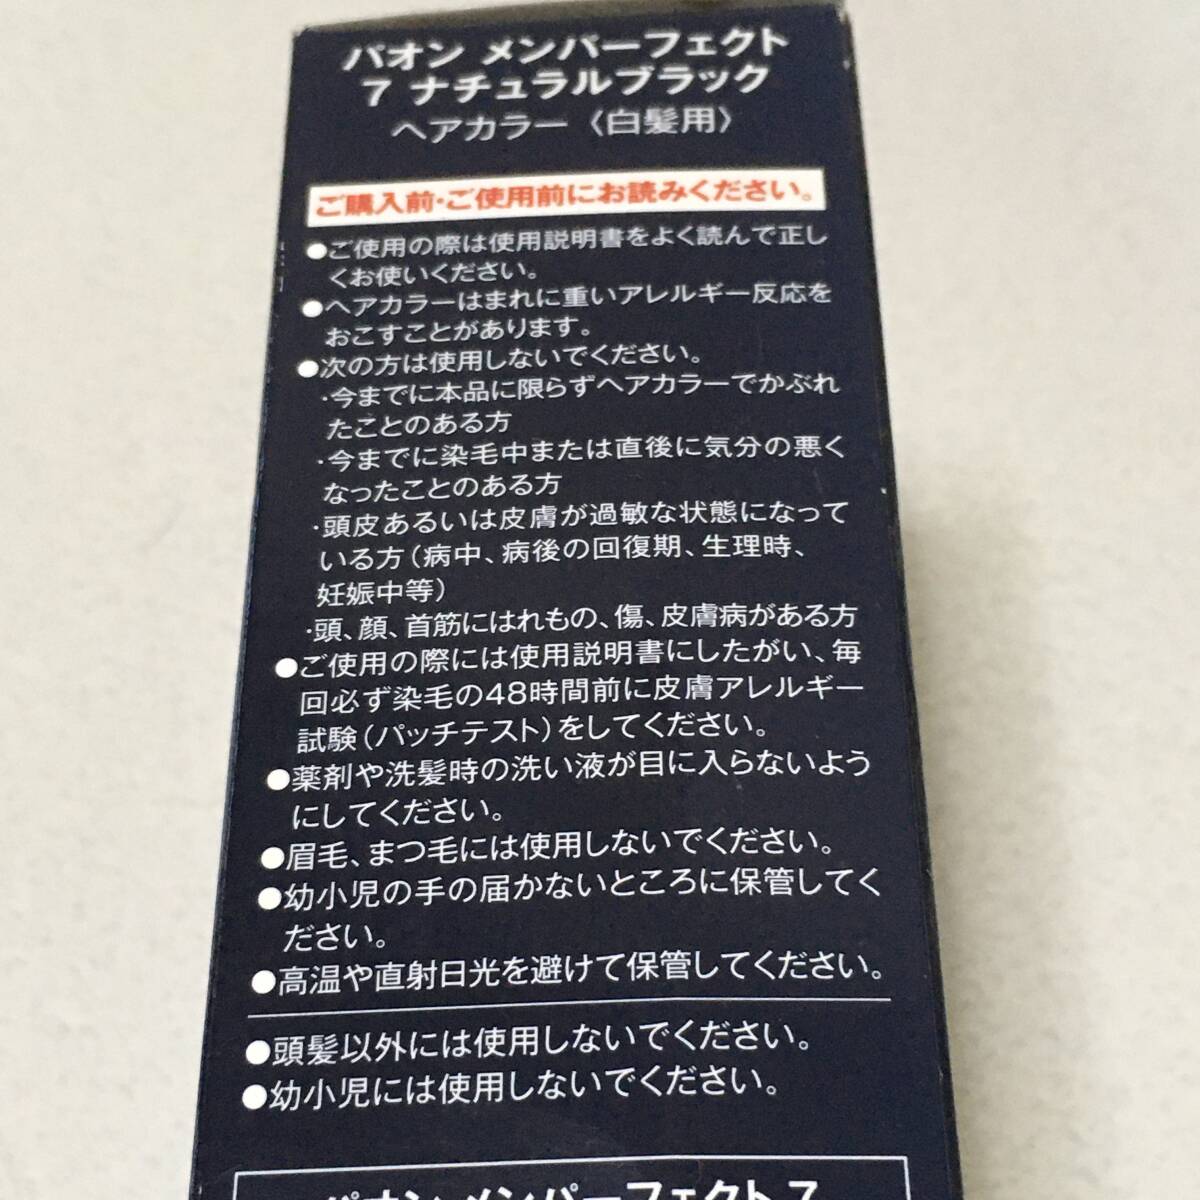 パオン メンパーフェクト
7 ナチュラルブラック
ヘアカラー〈白髪用〉
ご購入前・ご使用前にお読みください。
●ご使用の際は使用説明書をよく読んで正し
くお使いください。
●ヘアカラーはまれに重いアレルギー反応を
おこすことがあります。
●次の方は使用しないでください。
・今までに本品に限らずヘアカラーでかぶれ
たことのある方
・今までに染毛中または直後に気分の悪く
なったことのある方
・頭皮あるいは皮膚が過敏な状態になって
いる方（病中、病後の回復期、生理時、
妊娠中等）
・頭、顔、首筋にはれもの、傷、皮膚病がある方
●ご使用の際には使用説明書にしたがい、毎
回必ず染毛の48時間前に皮膚アレルギー
試験（パッチテスト）をしてください。
●薬剤や洗髪時の洗い液が目に入らないよう
にしてください。
●眉毛、まつ毛には使用しないでください。
●幼小児の手の届かないところに保管してく
ださい。
●高温や直射日光を避けて保管してください。
●頭髪以外には使用しないでください。
●幼小児には使用しないでください。
パオン メンパーフェクト 7